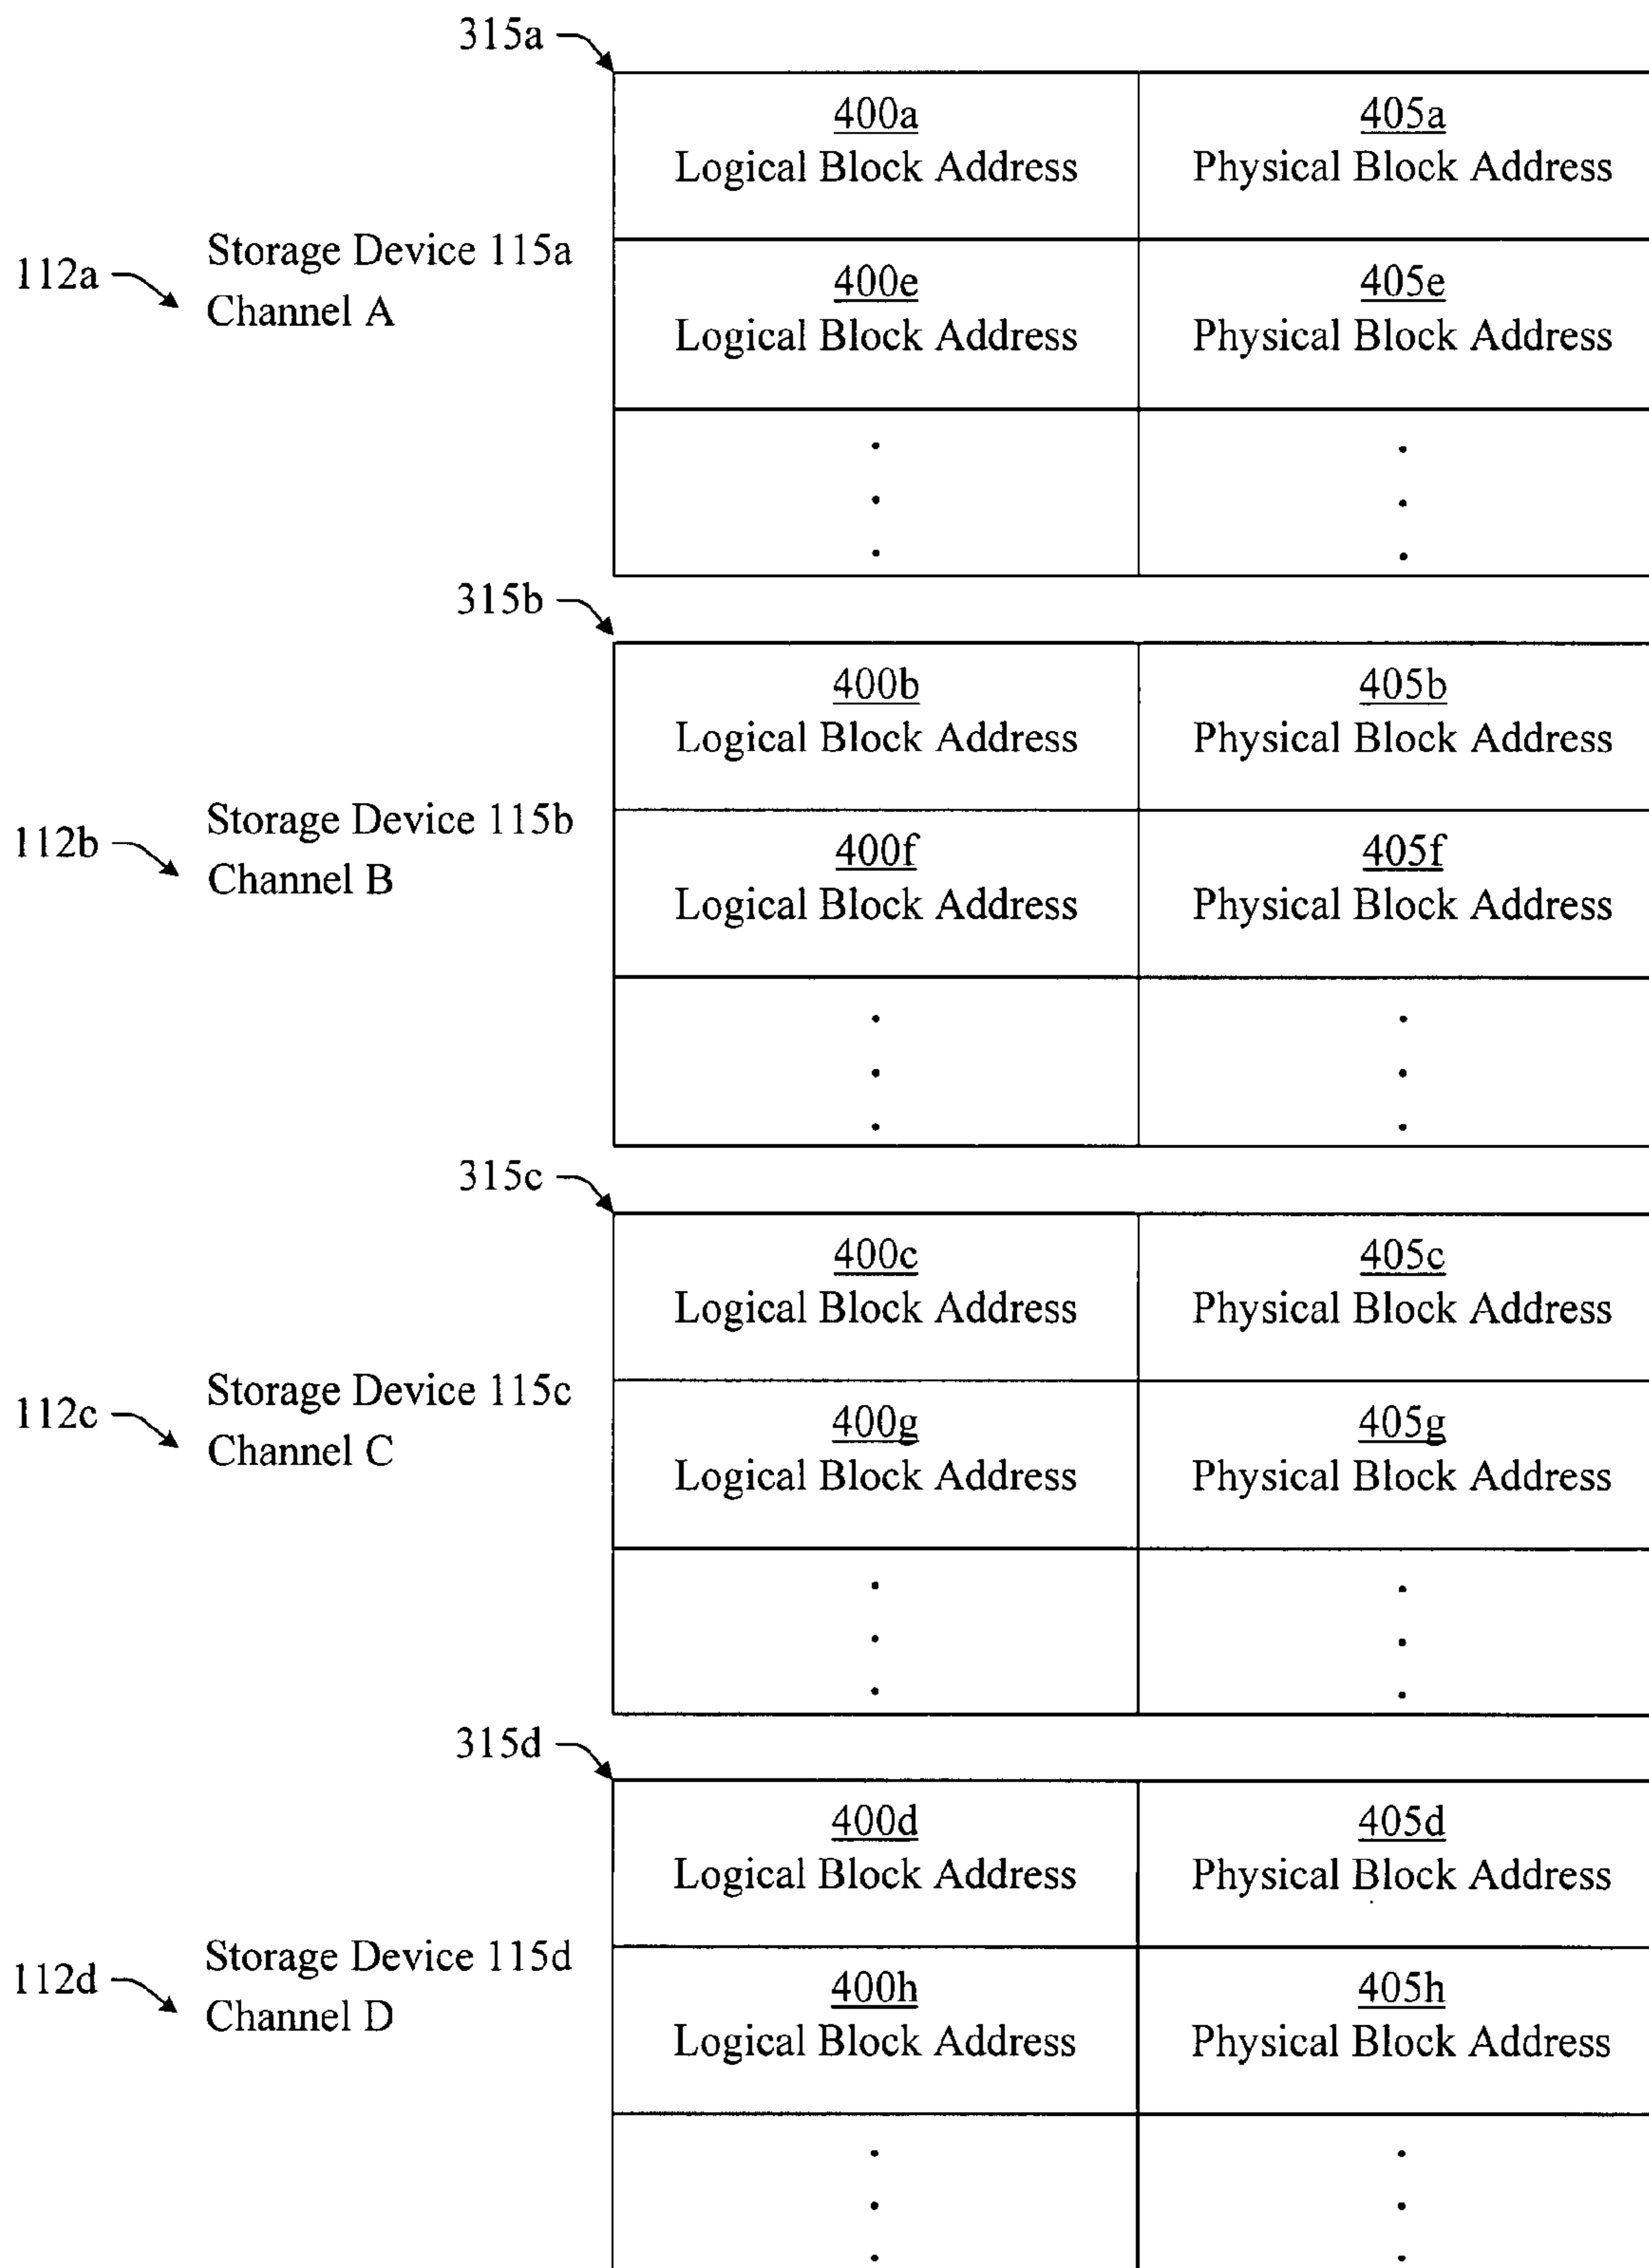 315a
400a
Logical Block Address
405a
Physical Block Address
112a
Storage Device 115a
Channel A
400e
Logical Block Address
405e
Physical Block Address
315b
400b
Logical Block Address
405b
Physical Block Address
112b
Storage Device 115b
Channel B
400f
Logical Block Address
405f
Physical Block Address
315c
400c
Logical Block Address
405c
Physical Block Address
112c
Storage Device 115c
Channel C
400g
Logical Block Address
405g
Physical Block Address
315d
400d
Logical Block Address
405d
Physical Block Address
112d
Storage Device 115d
Channel D
400h
Logical Block Address
405h
Physical Block Address